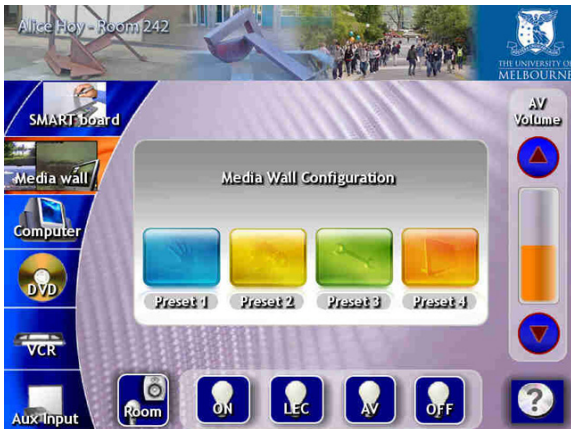 Alice Hoy - Room 242
THE UNIVERSITY OF
MELBOURNE
SMART board
Media wall
Computer
DVD
VCR
Aux Input
Media Wall Configuration
Preset 1
Preset 2
Preset 3
Preset 4
AV
Volume
Room
ON
LEC
AV
OFF
?